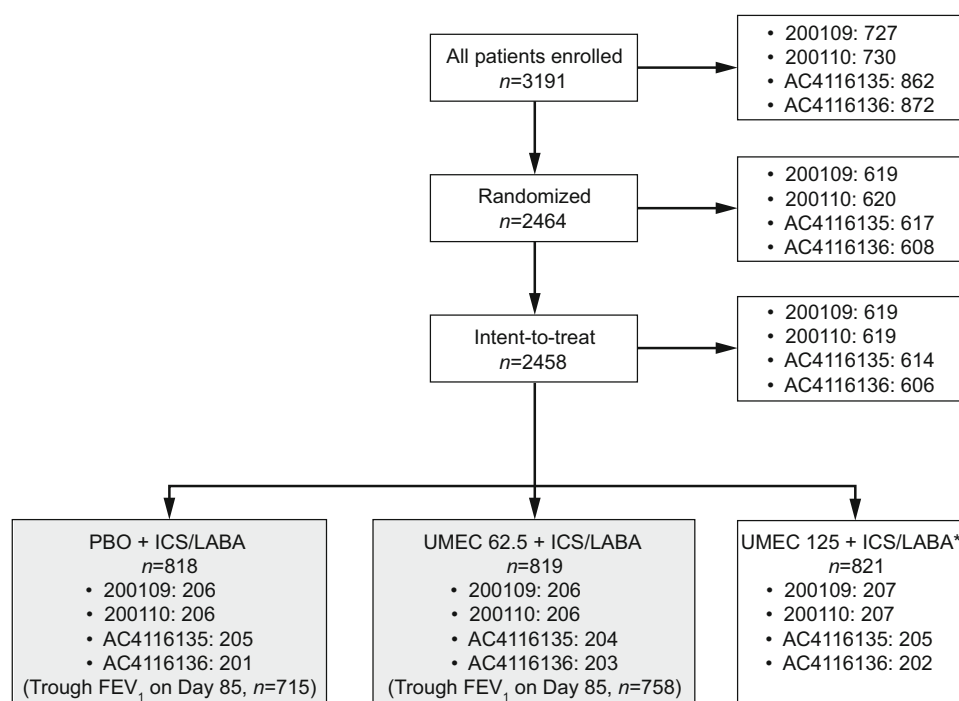 All patients enrolled
n=3191
• 200109: 727
• 200110: 730
• AC4116135: 862
• AC4116136: 872
Randomized
n=2464
• 200109: 619
• 200110: 620
• AC4116135: 617
• AC4116136: 608
Intent-to-treat
n=2458
• 200109: 619
• 200110: 619
• AC4116135: 614
• AC4116136: 606
PBO + ICS/LABA
n=818
• 200109: 206
• 200110: 206
• AC4116135: 205
• AC4116136: 201
(Trough FEV₁ on Day 85, n=715)
UMEC 62.5 + ICS/LABA
n=819
• 200109: 206
• 200110: 206
• AC4116135: 204
• AC4116136: 203
(Trough FEV₁ on Day 85, n=758)
UMEC 125 + ICS/LABA*
n=821
• 200109: 207
• 200110: 207
• AC4116135: 205
• AC4116136: 202